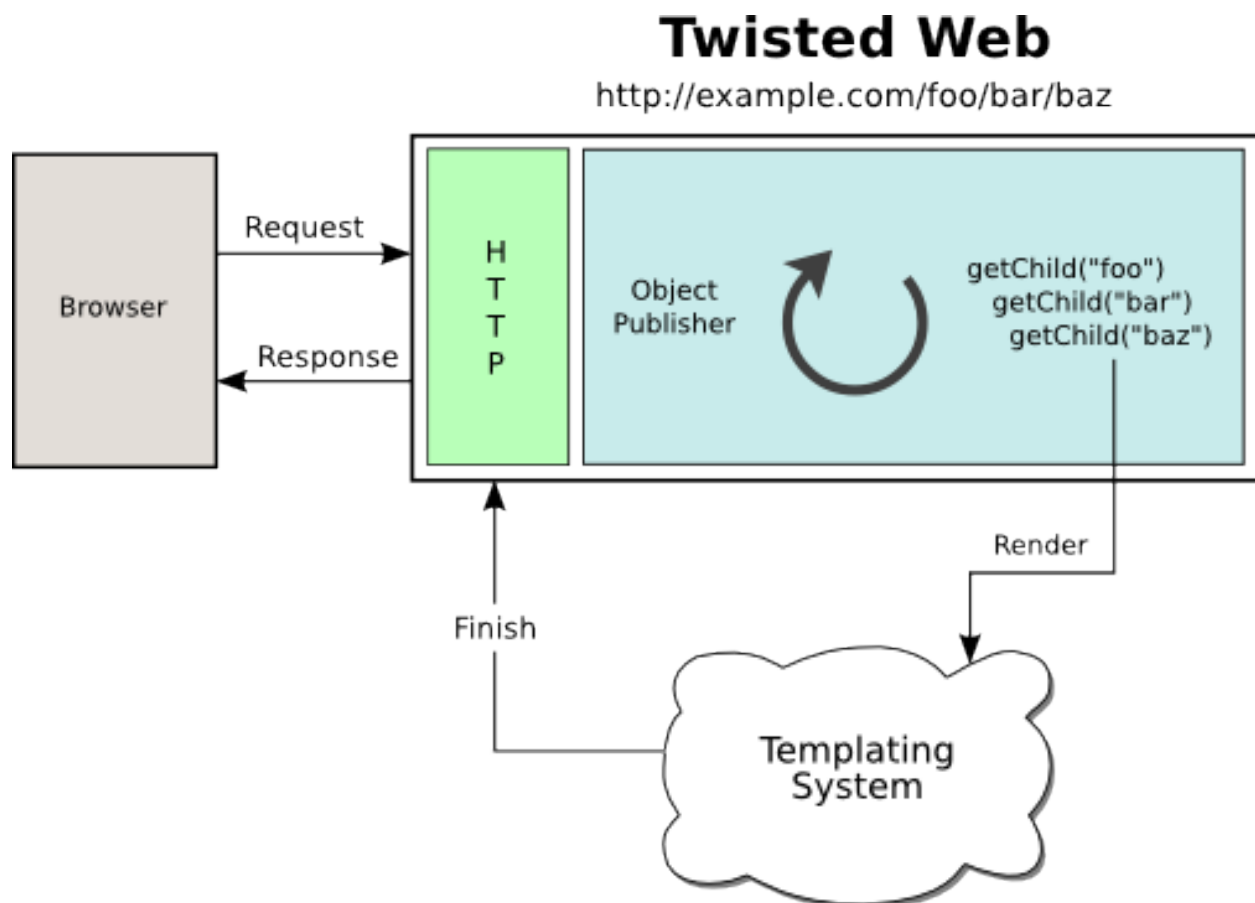 Twisted Web
http://example.com/foo/bar/baz
Browser
Request
Response
H
T
T
P
Object
Publisher
getChild("foo")
getChild("bar")
getChild("baz")
Render
Finish
Templating
System